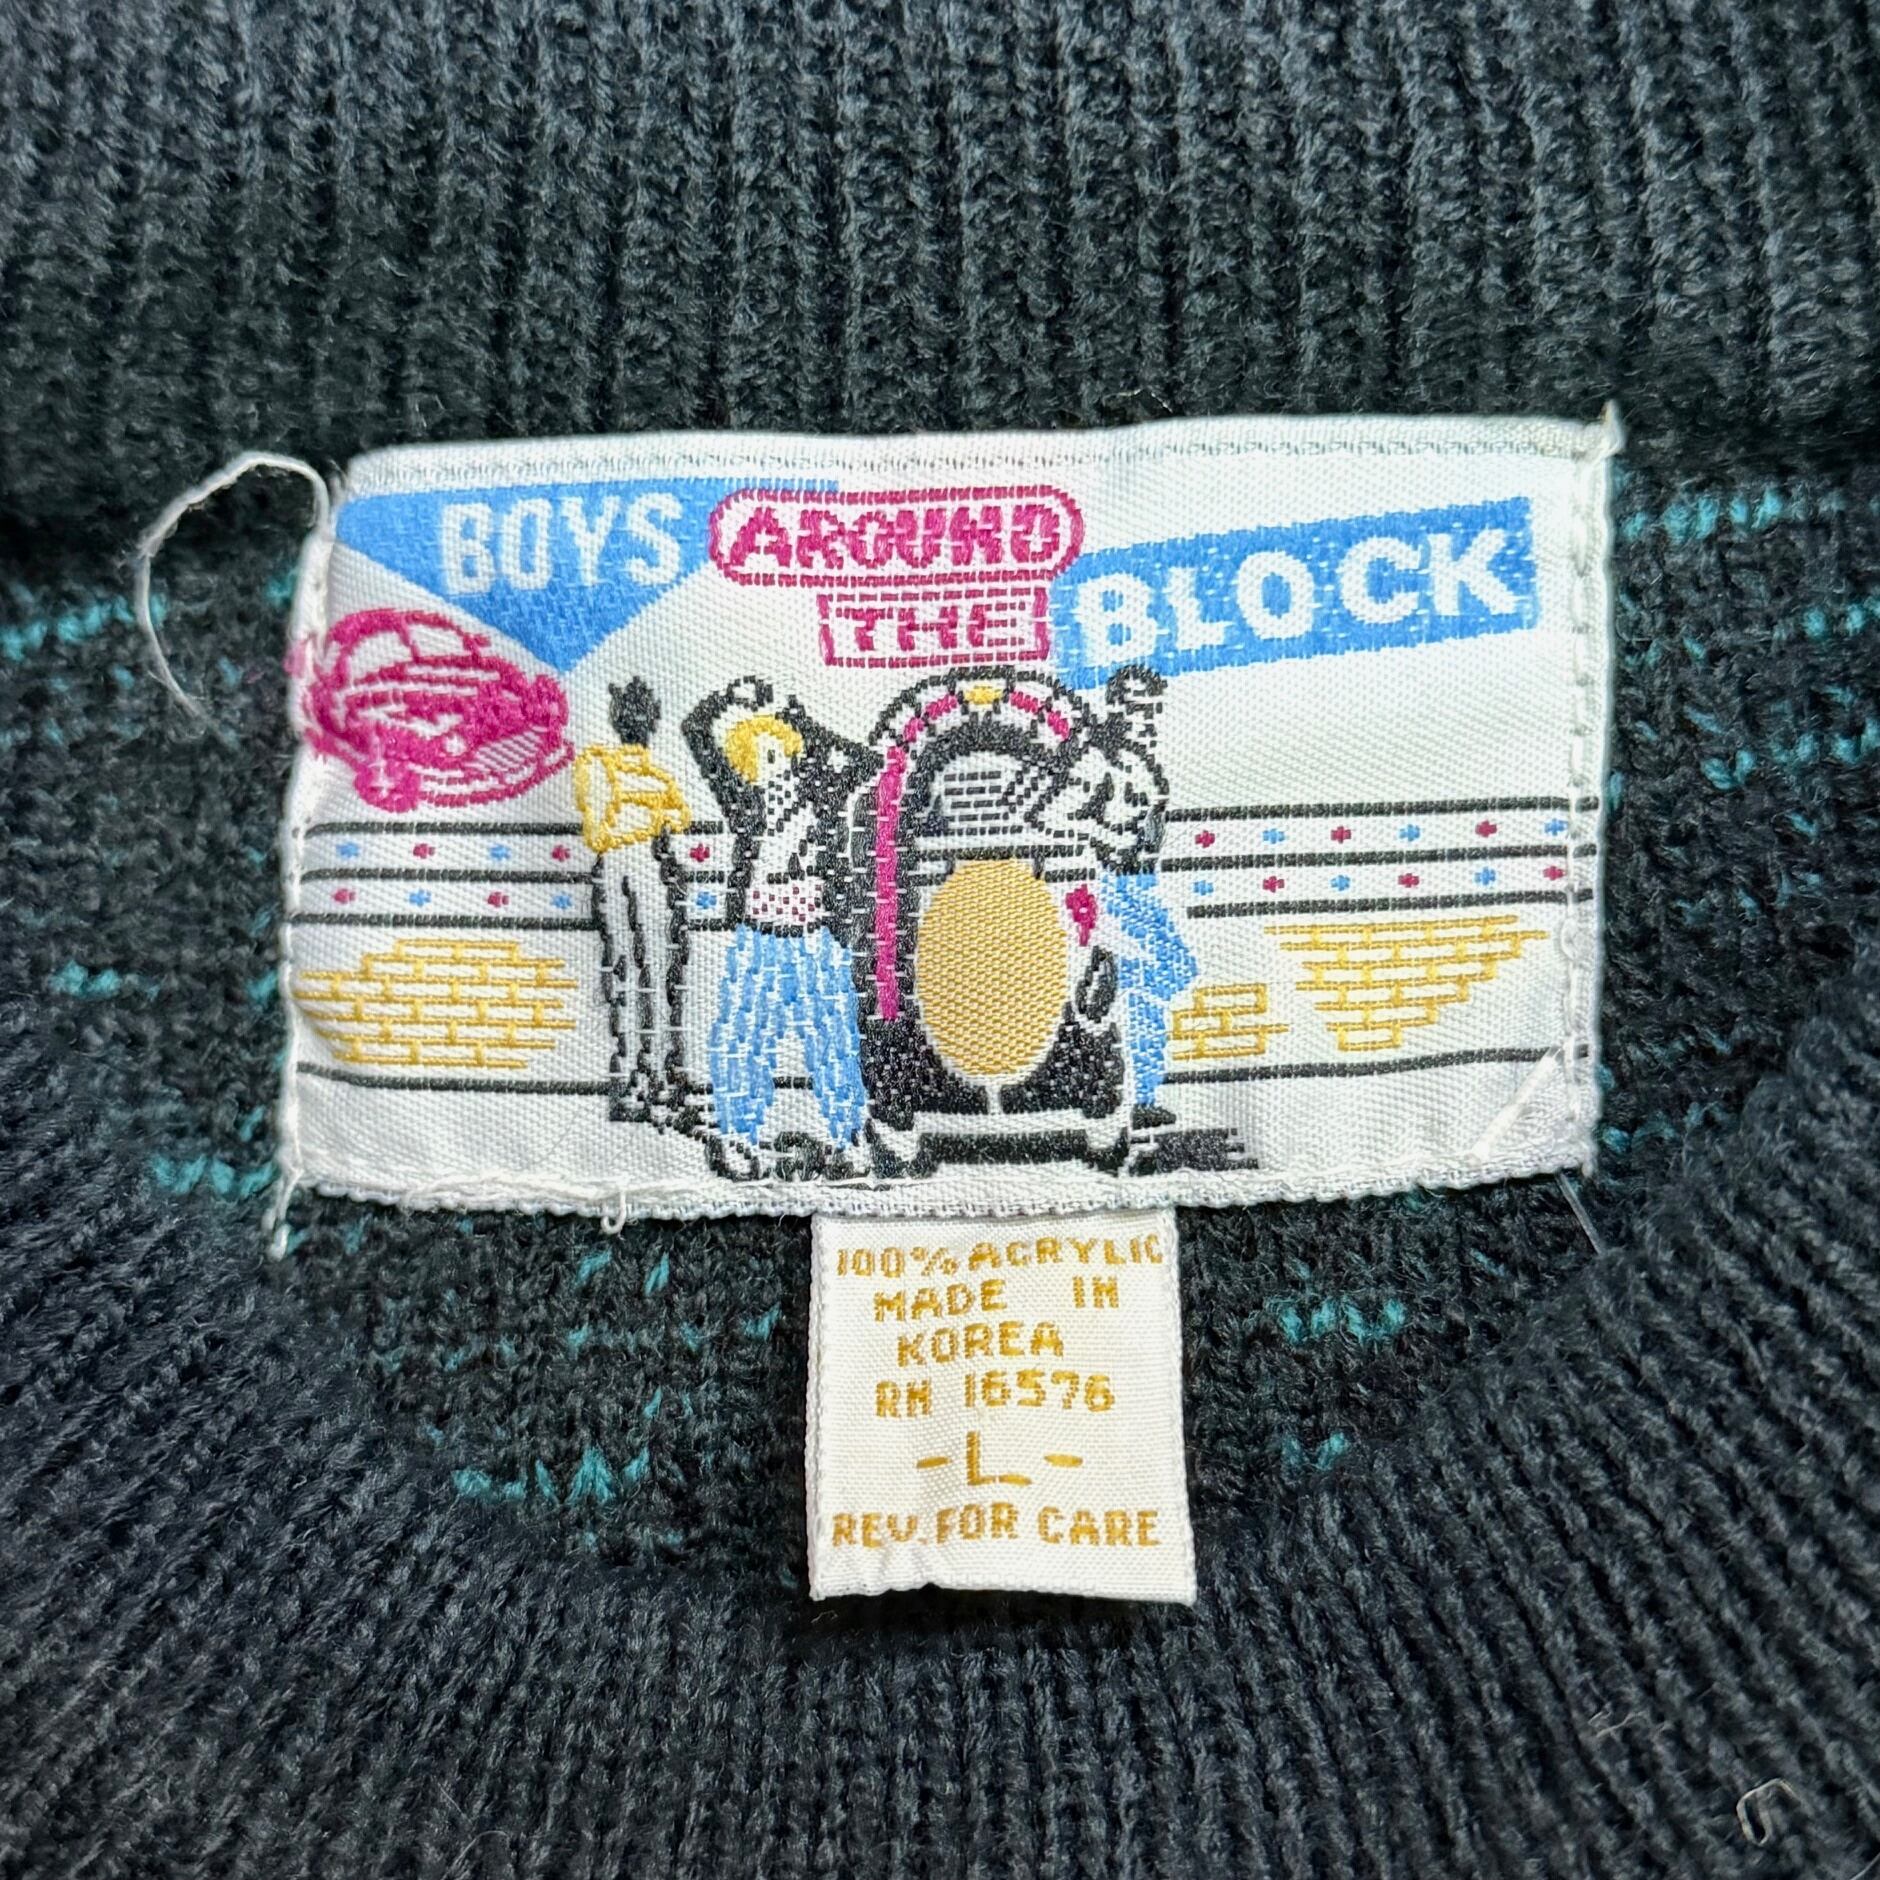 BOYS AROUND
THE BLOCK
100% ACRYLIC
MADE IN
KOREA
RN 16576
-L-
REV. FOR CARE